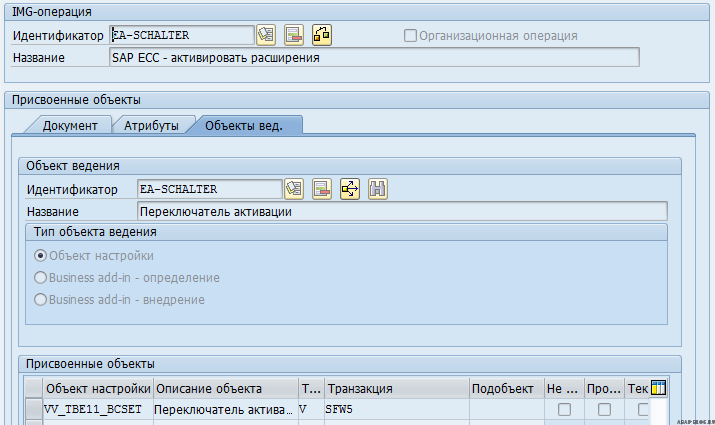 IMG-операция
Идентификатор EA-SCHALTER Организационная операция
Название SAP ECC - активировать расширения
Присвоенные объекты
Документ Атрибуты Объекты вед.
Объект ведения
Идентификатор EA-SCHALTER
Название Переключатель активации
Тип объекта ведения
Объект настройки
Business add-in - определение
Business add-in - внедрение
Присвоенные объекты
Объект настройки Описание объекта Т... Транзакция Подобъект Не ... Про... Тек
VV_TBE11_BCSET Переключатель актива... V SFW5